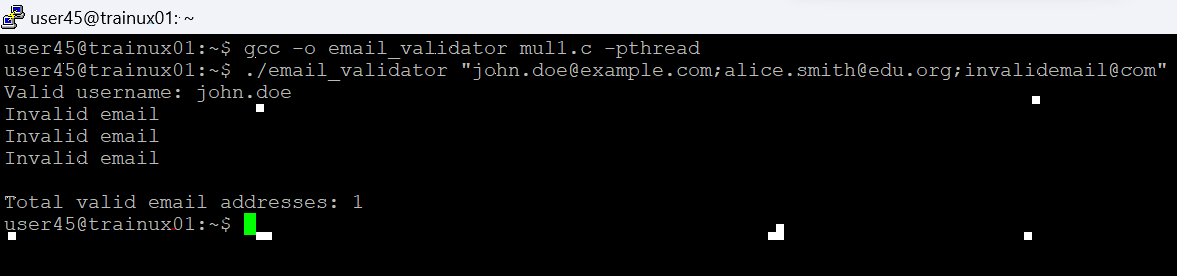 user45@trainux01: ~
user45@trainux01:~$ gcc -o email_validator mul1.c -pthread
user45@trainux01:~$ ./email_validator "john.doe@example.com;alice.smith@edu.org;invalidemail@com"
Valid username: john.doe
Invalid email
Invalid email
Invalid email
Total valid email addresses: 1
user45@trainux01:~$